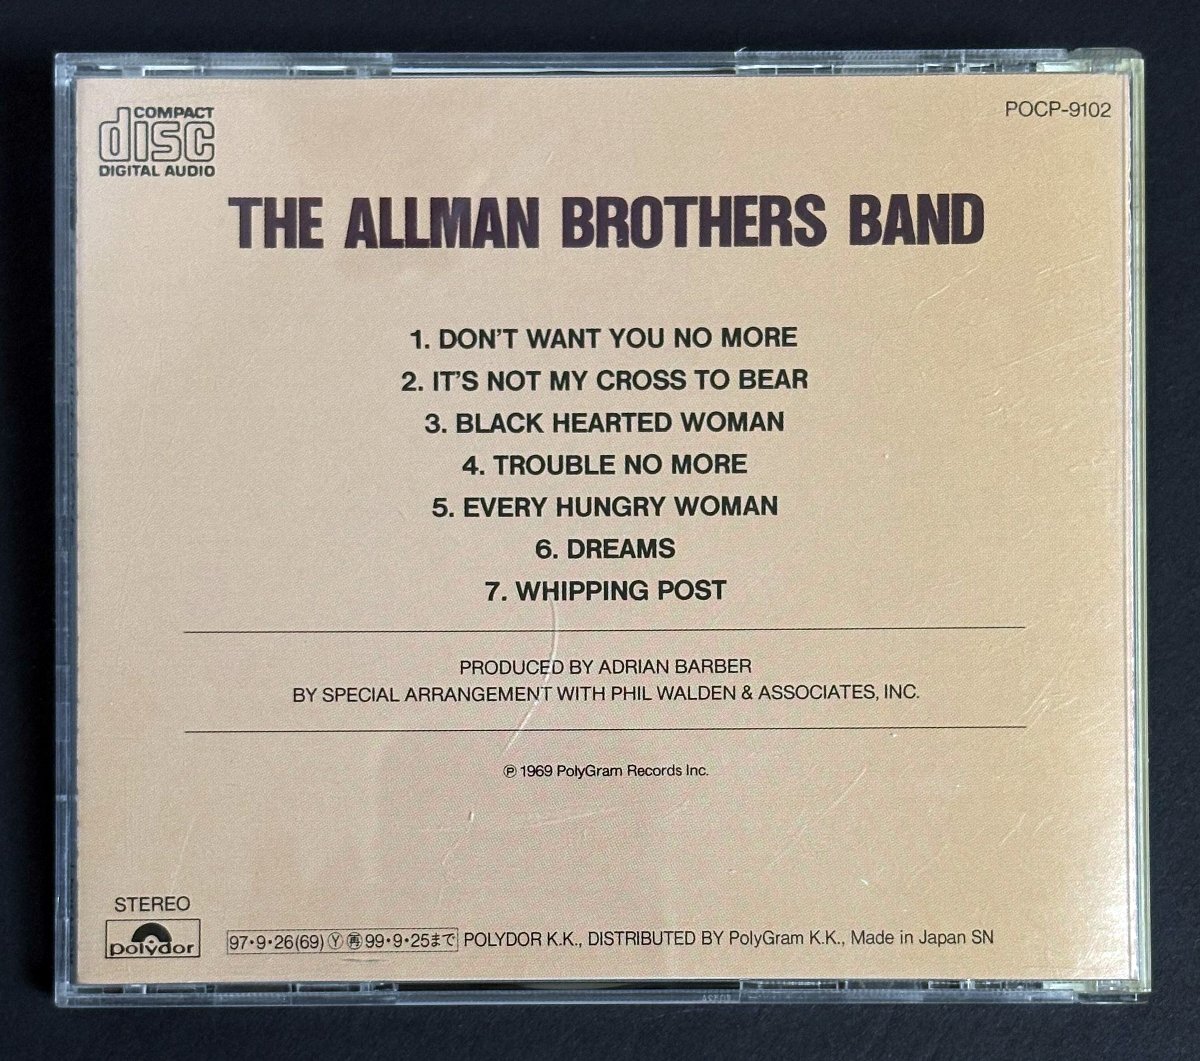 COMPACT
disc
DIGITAL AUDIO
POCP-9102
THE ALLMAN BROTHERS BAND
1. DON'T WANT YOU NO MORE
2. IT'S NOT MY CROSS TO BEAR
3. BLACK HEARTED WOMAN
4. TROUBLE NO MORE
5. EVERY HUNGRY WOMAN
6. DREAMS
7. WHIPPING POST
PRODUCED BY ADRIAN BARBER
BY SPECIAL ARRANGEMENT WITH PHIL WALDEN & ASSOCIATES, INC.
Ⓟ 1969 PolyGram Records Inc.
STEREO
polydor
97・9・26(69) Ⓨ ㊢ 99・9・25まで POLYDOR K.K., DISTRIBUTED BY PolyGram K.K., Made in Japan SN